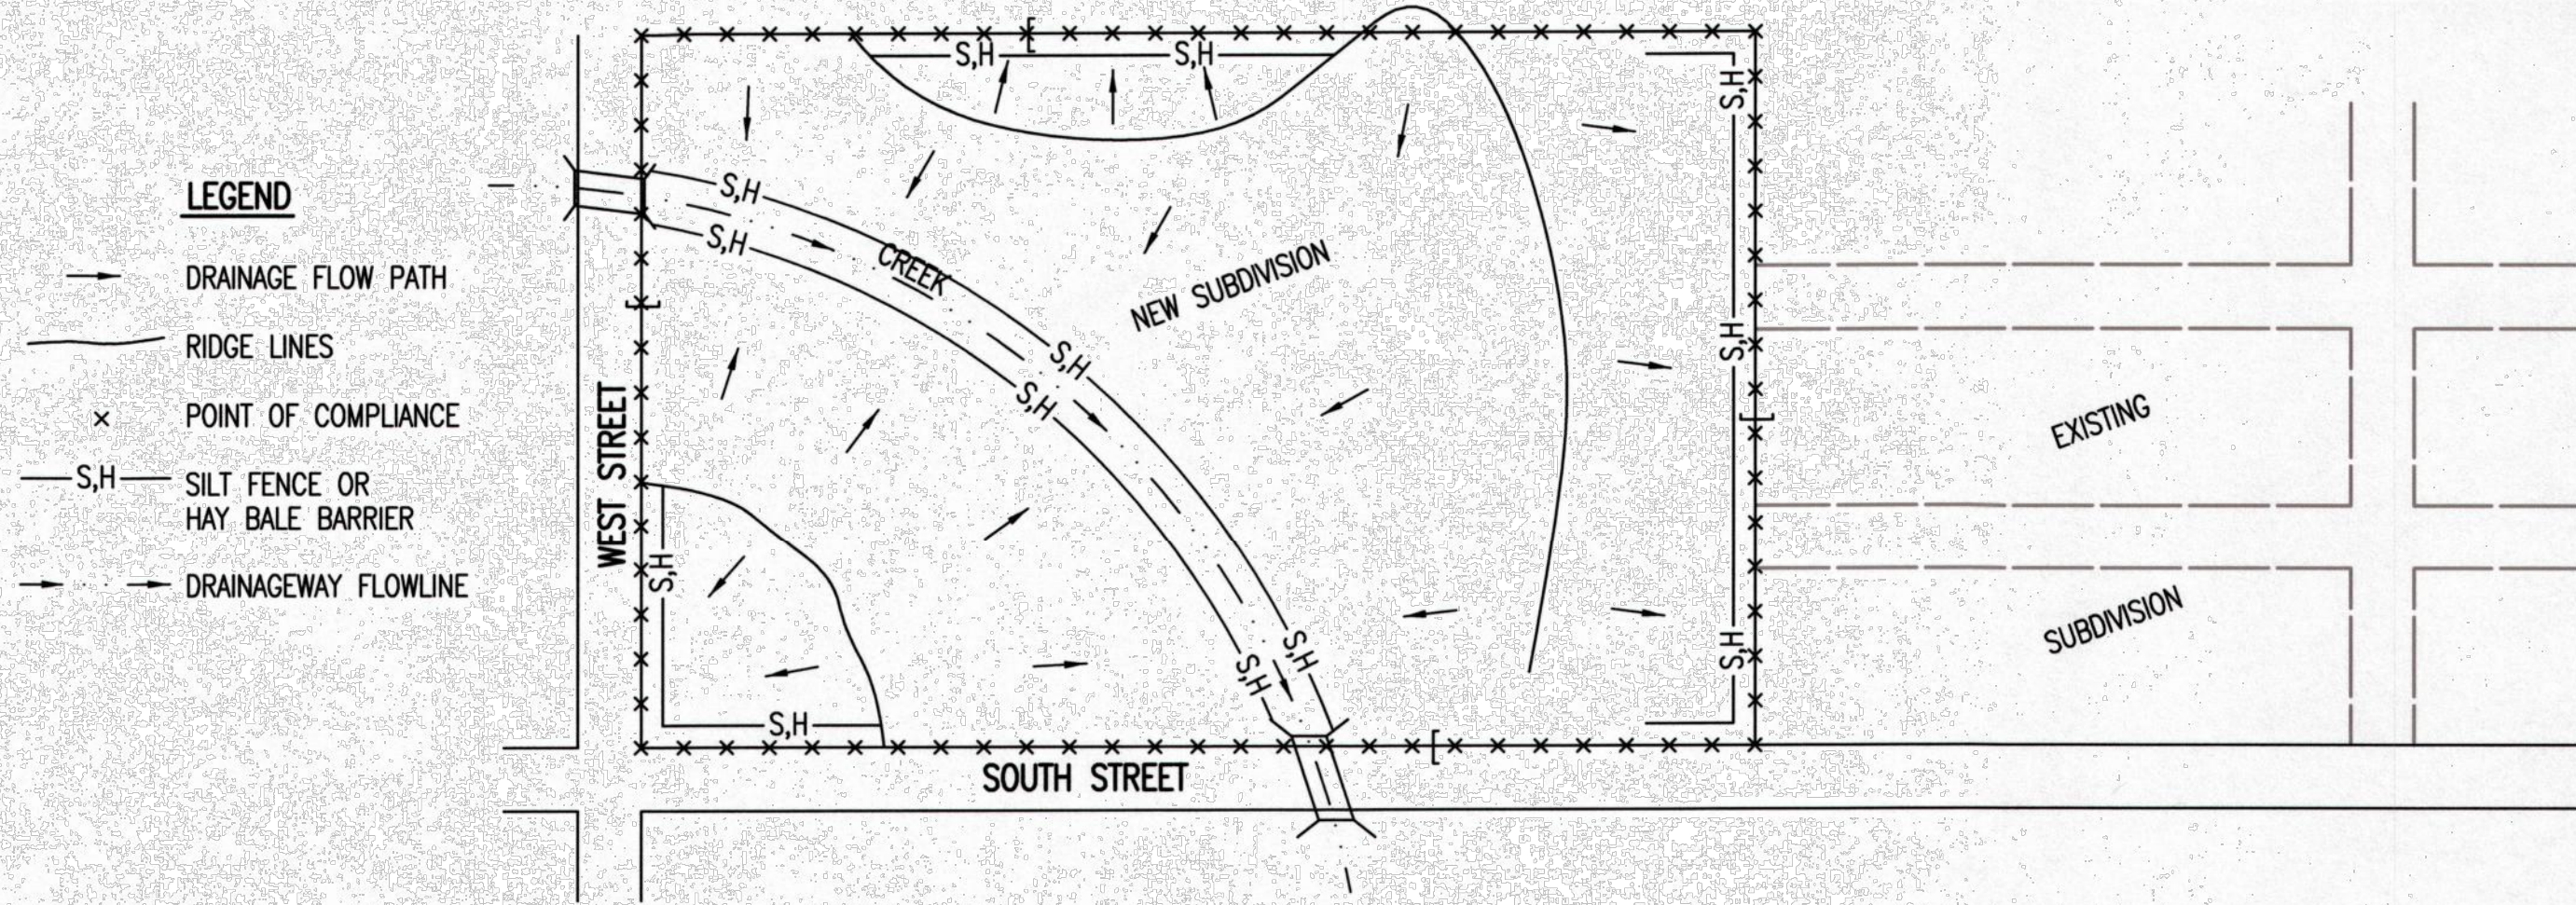 LEGEND
DRAINAGE FLOW PATH
RIDGE LINES
× POINT OF COMPLIANCE
S,H SILT FENCE OR
HAY BALE BARRIER
DRAINAGEWAY FLOWLINE
WEST STREET
SOUTH STREET
S,H
S,H
S,H
S,H
CREEK
S,H
S,H
S,H
S,H
S,H
S,H
NEW SUBDIVISION
S,H
S,H
S,H
EXISTING
SUBDIVISION